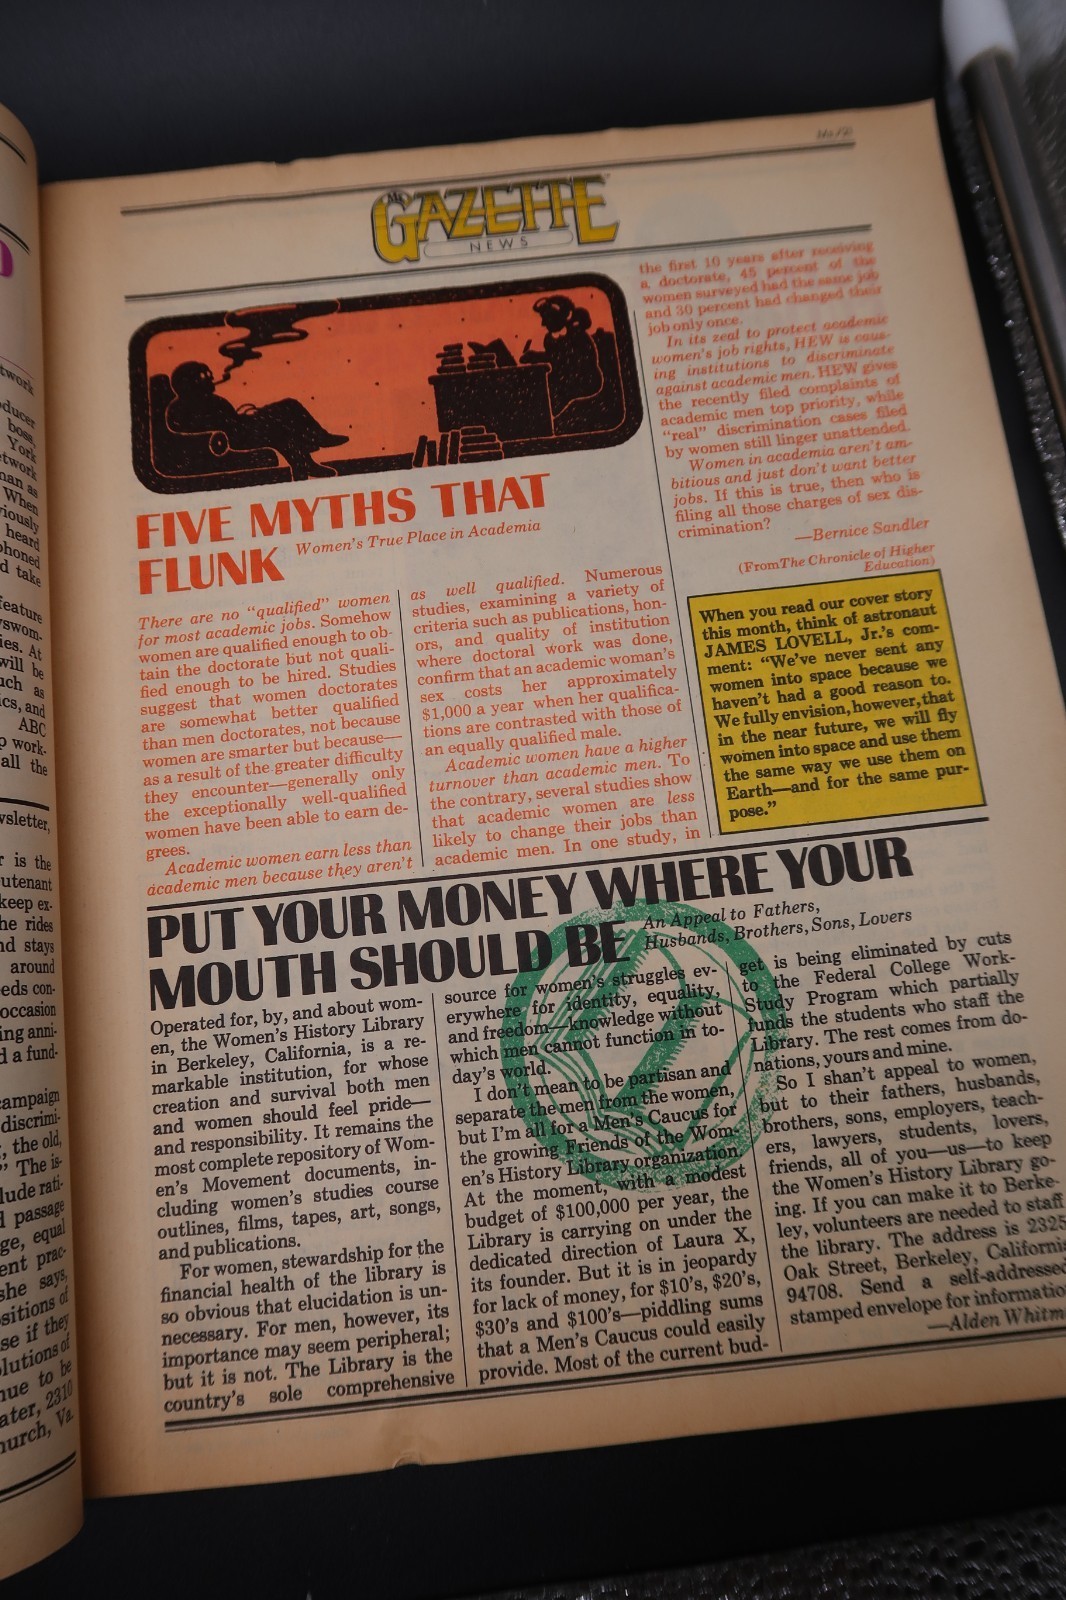 Ms.
GAZETTE
NEWS
FIVE MYTHS THAT
FLUNK
Women's True Place in Academia
There are no "qualified" women
for most academic jobs. Somehow
women are qualified enough to ob-
tain the doctorate but not quali-
fied enough to be hired. Studies
suggest that women doctorates
are somewhat better qualified
than men doctorates, not because
women are smarter but because—
as a result of the greater difficulty
they encounter—generally only
the exceptionally well-qualified
women have been able to earn de-
grees.
Academic women earn less than
academic men because they aren't
as well qualified. Numerous
studies, examining a variety of
criteria such as publications, hon-
ors, and quality of institution
where doctoral work was done,
confirm that an academic woman's
sex costs her approximately
$1,000 a year when her qualifica-
tions are contrasted with those of
an equally qualified male.
Academic women have a higher
turnover than academic men. To
the contrary, several studies show
that academic women are less
likely to change their jobs than
academic men. In one study, in
the first 10 years after receiving
a doctorate, 45 percent of the
women surveyed had the same job
and 30 percent had changed their
job only once.
In its zeal to protect academic
women's job rights, HEW is caus-
ing institutions to discriminate
against academic men. HEW gives
the recently filed complaints of
academic men top priority, while
"real" discrimination cases filed
by women still linger unattended.
Women in academia aren't am-
bitious and just don't want better
jobs. If this is true, then who is
filing all those charges of sex dis-
crimination?
—Bernice Sandler
(From The Chronicle of Higher
Education)
When you read our cover story
this month, think of astronaut
JAMES LOVELL, Jr.'s com-
ment: "We've never sent any
women into space because we
haven't had a good reason to.
We fully envision, however, that
in the near future, we will fly
women into space and use them
the same way we use them on
Earth—and for the same pur-
pose."
PUT YOUR MONEY WHERE YOUR
MOUTH SHOULD BE
An Appeal to Fathers,
Husbands, Brothers, Sons, Lovers
Operated for, by, and about wom-
en, the Women's History Library
in Berkeley, California, is a re-
markable institution, for whose
creation and survival both men
and women should feel pride—
and responsibility. It remains the
most complete repository of Wom-
en's Movement documents, in-
cluding women's studies course
outlines, films, tapes, art, songs,
and publications.
For women, stewardship for the
financial health of the library is
so obvious that elucidation is un-
necessary. For men, however, its
importance may seem peripheral;
but it is not. The Library is the
country's sole comprehensive
source for women's struggles ev-
erywhere for identity, equality,
and freedom—knowledge without
which men cannot function in to-
day's world.
I don't mean to be partisan and
separate the men from the women,
but I'm all for a Men's Caucus for
the growing Friends of the Wom-
en's History Library organization.
At the moment, with a modest
budget of $100,000 per year, the
Library is carrying on under the
dedicated direction of Laura X,
its founder. But it is in jeopardy
for lack of money, for $10's, $20's,
$30's and $100's—piddling sums
that a Men's Caucus could easily
provide. Most of the current bud-
get is being eliminated by cuts
to the Federal College Work-
Study Program which partially
funds the students who staff the
Library. The rest comes from do-
nations, yours and mine.
So I shan't appeal to women,
but to their fathers, husbands,
brothers, sons, employers, teach-
ers, lawyers, students, lovers,
friends, all of you—us—to keep
the Women's History Library go-
ing. If you can make it to Berke-
ley, volunteers are needed to staff
the library. The address is 2325
Oak Street, Berkeley, California
94708. Send a self-addressed
stamped envelope for informatio
—Alden Whitm